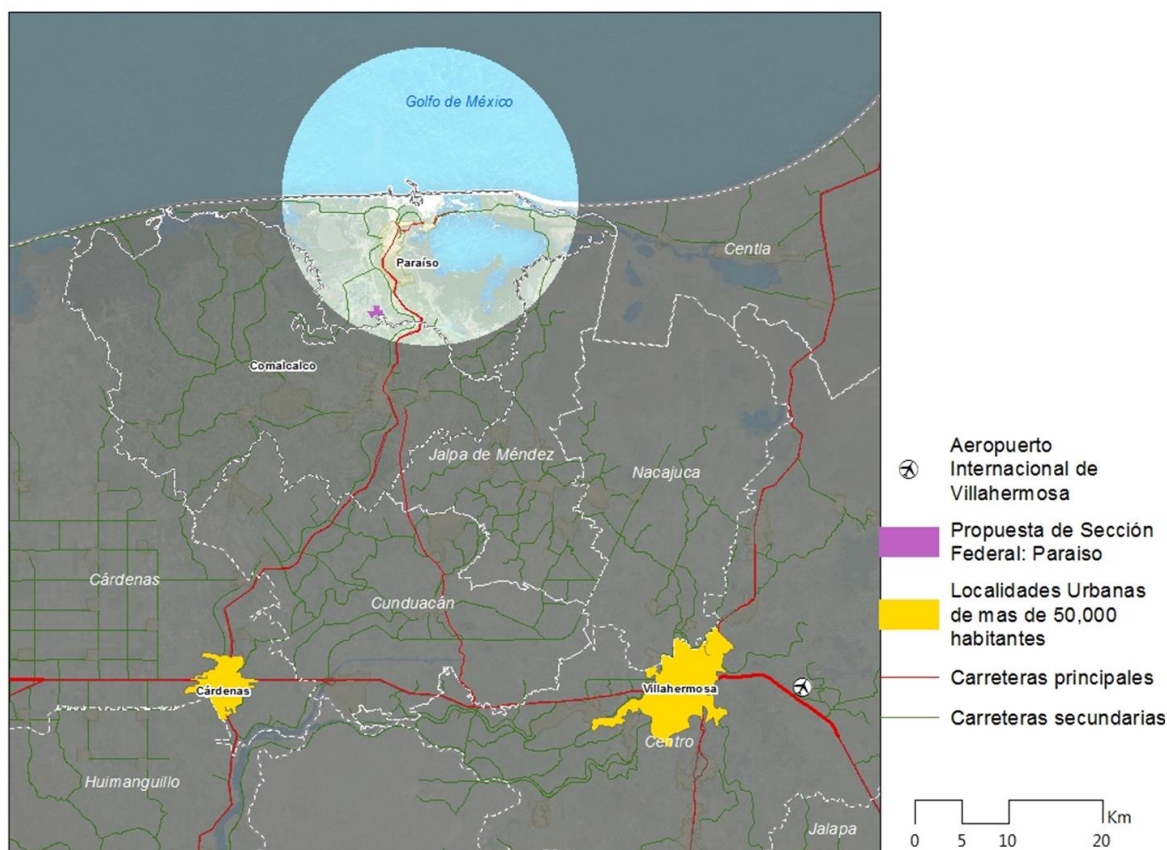 Golfo de México
Centla
Paraíso
Comalcalco
Jalpa de Méndez
Nacajuca
Cárdenas
Cunduacán
Cárdenas
Villahermosa
Centro
Huimanguillo
Jalapa
Aeropuerto
Internacional de
Villahermosa
Propuesta de Sección
Federal: Paraiso
Localidades Urbanas
de mas de 50,000
habitantes
Carreteras principales
Carreteras secundarias
Km
0 5 10 20